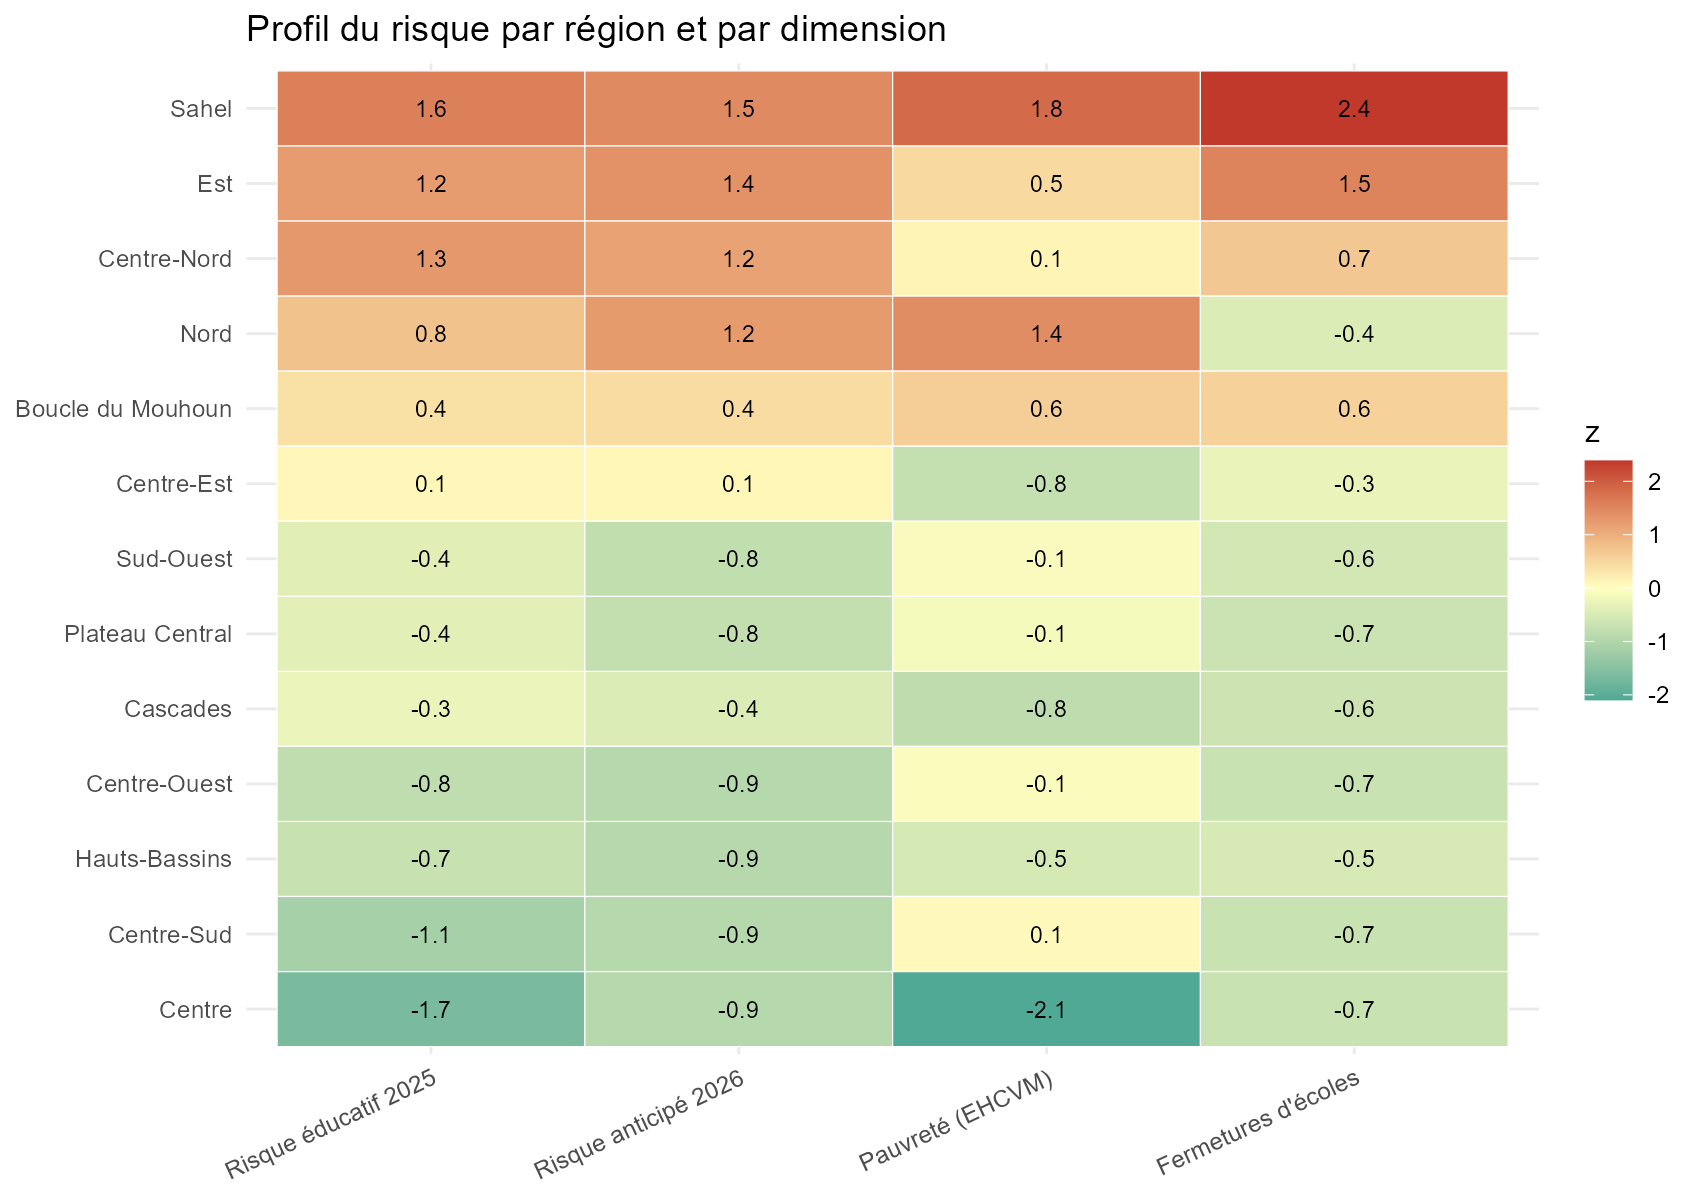 Profil du risque par région et par dimension
Sahel 1.6 1.5 1.8 2.4
Est 1.2 1.4 0.5 1.5
Centre-Nord 1.3 1.2 0.1 0.7
Nord 0.8 1.2 1.4 -0.4
Boucle du Mouhoun 0.4 0.4 0.6 0.6
Centre-Est 0.1 0.1 -0.8 -0.3
Sud-Ouest -0.4 -0.8 -0.1 -0.6
Plateau Central -0.4 -0.8 -0.1 -0.7
Cascades -0.3 -0.4 -0.8 -0.6
Centre-Ouest -0.8 -0.9 -0.1 -0.7
Hauts-Bassins -0.7 -0.9 -0.5 -0.5
Centre-Sud -1.1 -0.9 0.1 -0.7
Centre -1.7 -0.9 -2.1 -0.7
Risque éducatif 2025
Risque anticipé 2026
Pauvreté (EHCVM)
Fermetures d'écoles
z
2
1
0
-1
-2